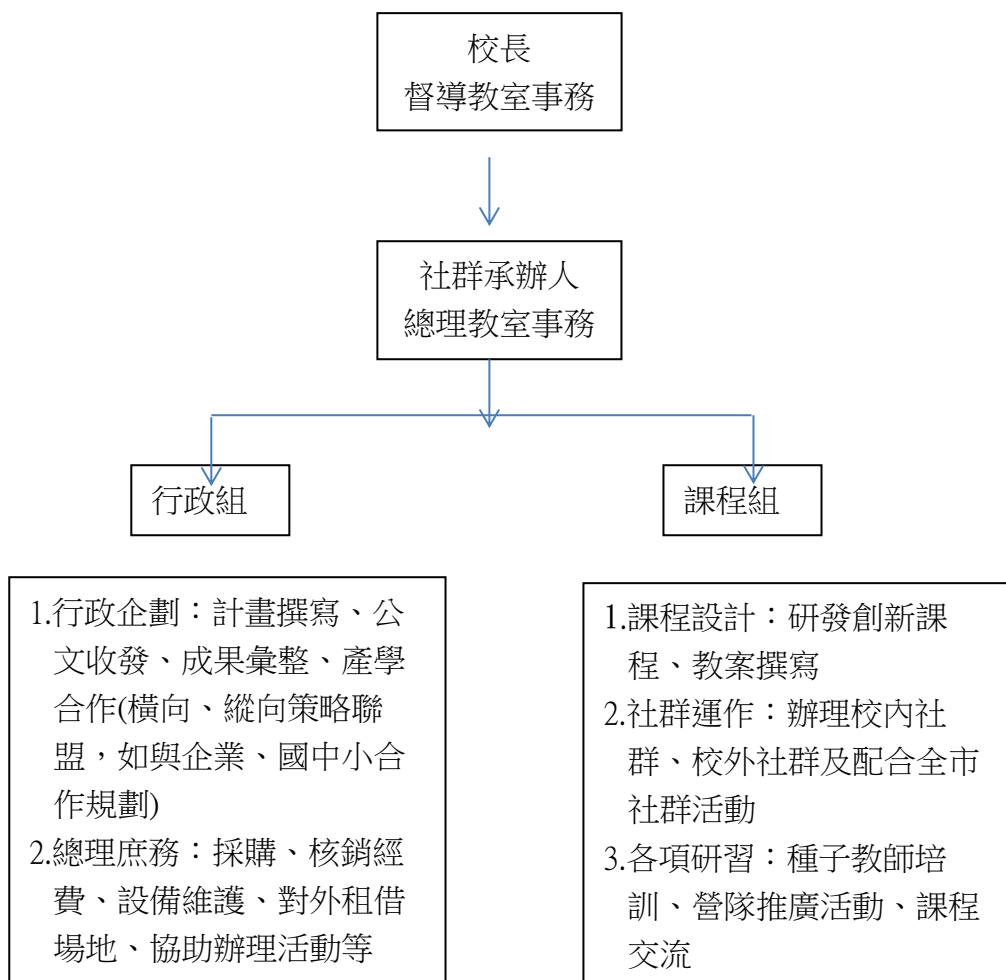 校長
督導教室事務
社群承辦人
總理教室事務
行政組
課程組
1.行政企劃：計畫撰寫、公
文收發、成果彙整、產學
合作(橫向、縱向策略聯
盟，如與企業、國中小合
作規劃)
2.總理庶務：採購、核銷經
費、設備維護、對外租借
場地、協助辦理活動等
1.課程設計：研發創新課
程、教案撰寫
2.社群運作：辦理校內社
群、校外社群及配合全市
社群活動
3.各項研習：種子教師培
訓、營隊推廣活動、課程
交流